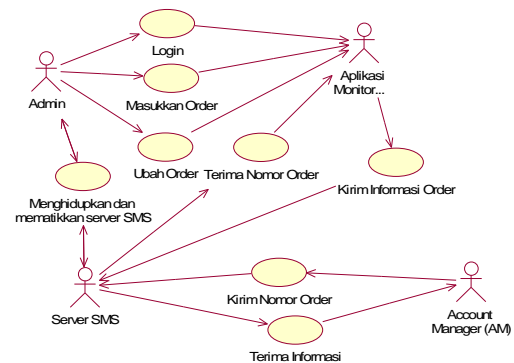 Login
Admin
Aplikasi
Monitor...
Masukkan Order
Ubah Order
Terima Nomor Order
Kirim Informasi Order
Menghidupkan dan
mematikkan server SMS
Server SMS
Kirim Nomor Order
Account
Manager (AM)
Terima Informasi